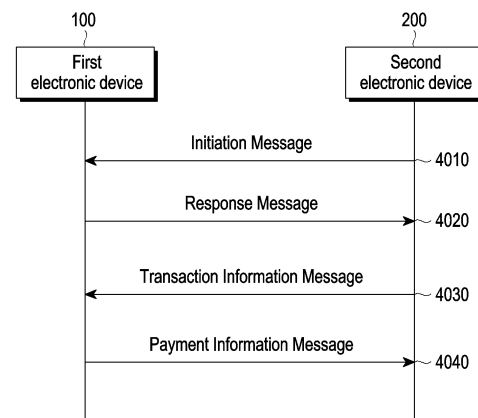 100
200
First
electronic device
Second
electronic device
Initiation Message
4010
Response Message
4020
Transaction Information Message
4030
Payment Information Message
4040